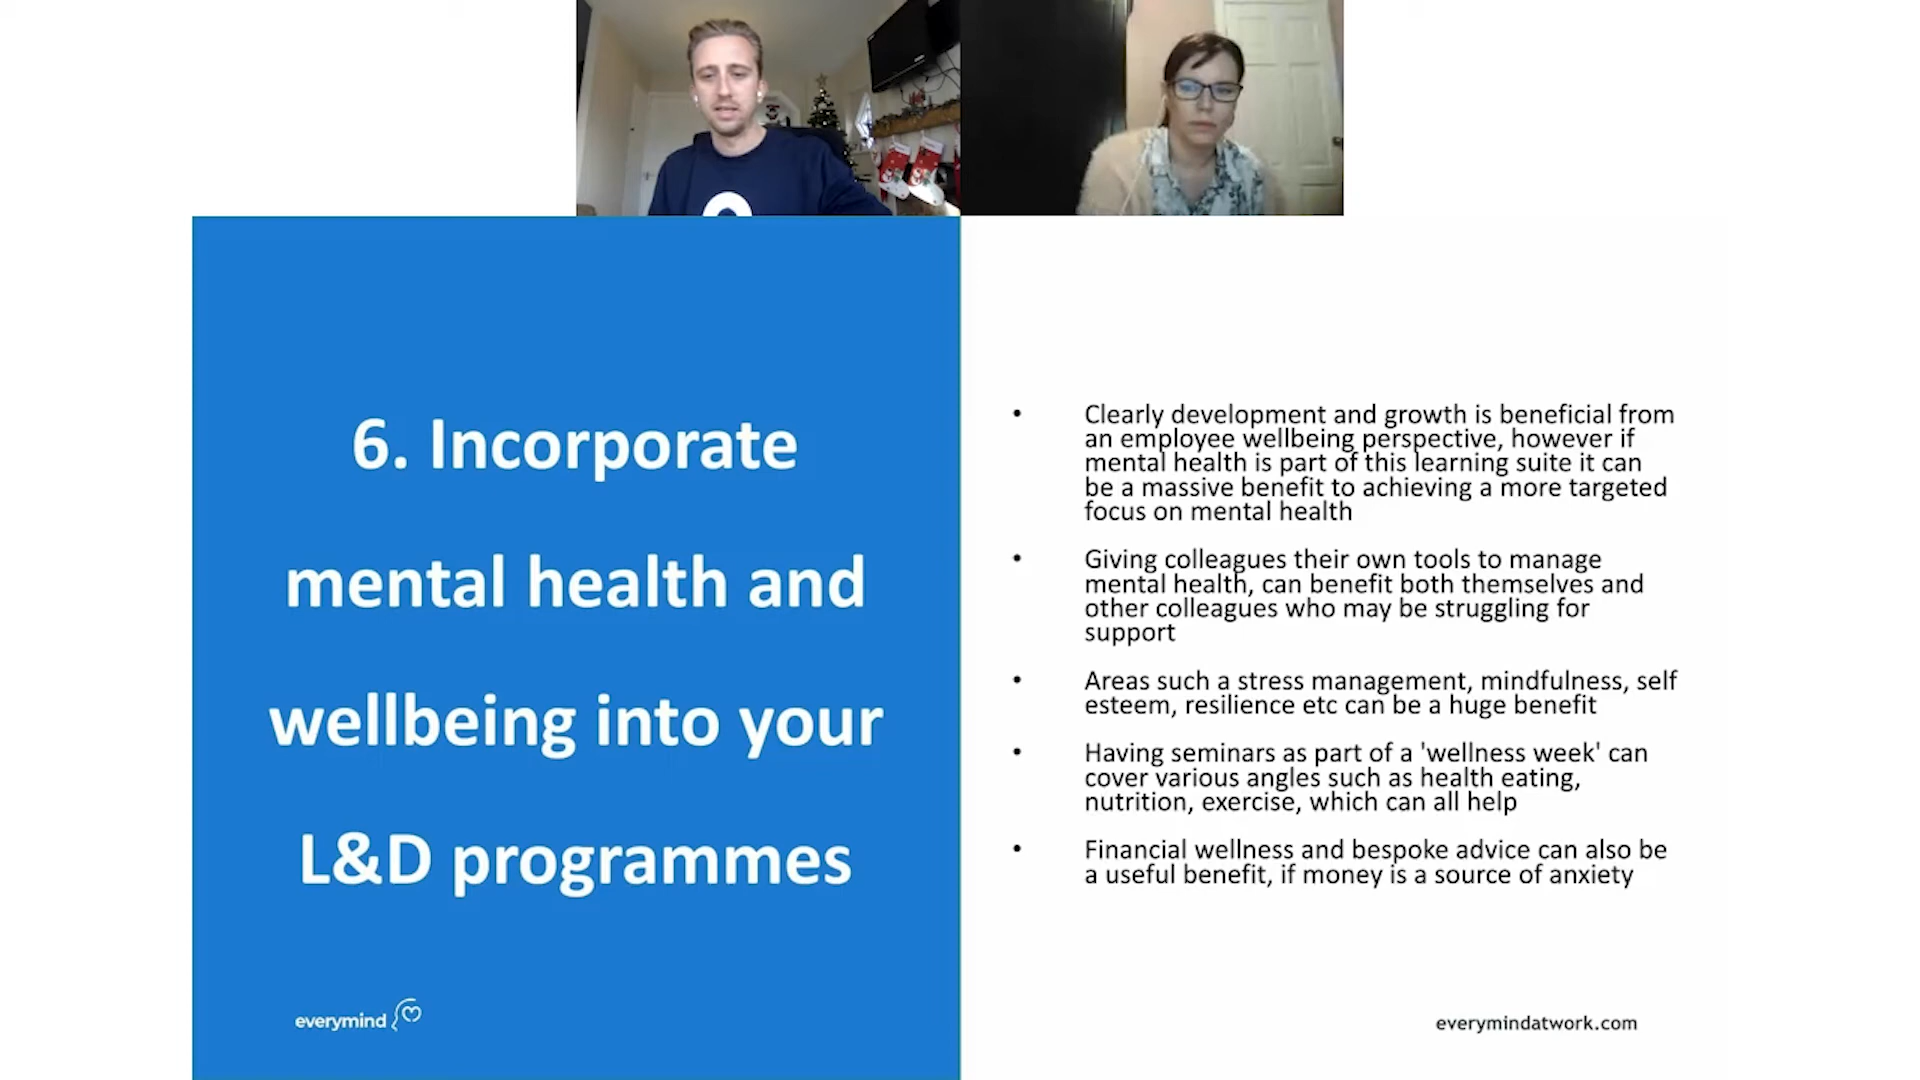 6. Incorporate
mental health and
wellbeing into your
L&D programmes
everymind
• Clearly development and growth is beneficial from
an employee wellbeing perspective, however if
mental health is part of this learning suite it can
be a massive benefit to achieving a more targeted
focus on mental health
• Giving colleagues their own tools to manage
mental health, can benefit both themselves and
other colleagues who may be struggling for
support
• Areas such a stress management, mindfulness, self
esteem, resilience etc can be a huge benefit
• Having seminars as part of a 'wellness week' can
cover various angles such as health eating,
nutrition, exercise, which can all help
• Financial wellness and bespoke advice can also be
a useful benefit, if money is a source of anxiety
everymindatwork.com